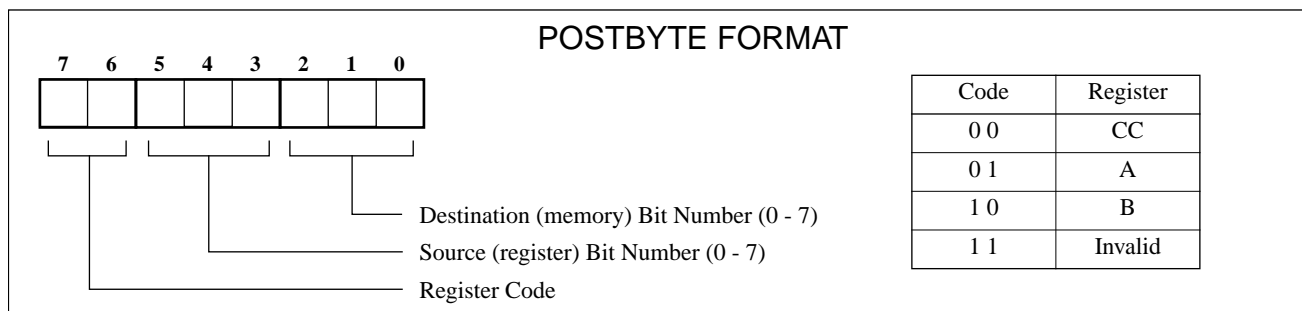 POSTBYTE FORMAT
7 6 5 4 3 2 1 0
Destination (memory) Bit Number (0 - 7)
Source (register) Bit Number (0 - 7)
Register Code
Code Register
0 0 CC
0 1 A
1 0 B
1 1 Invalid